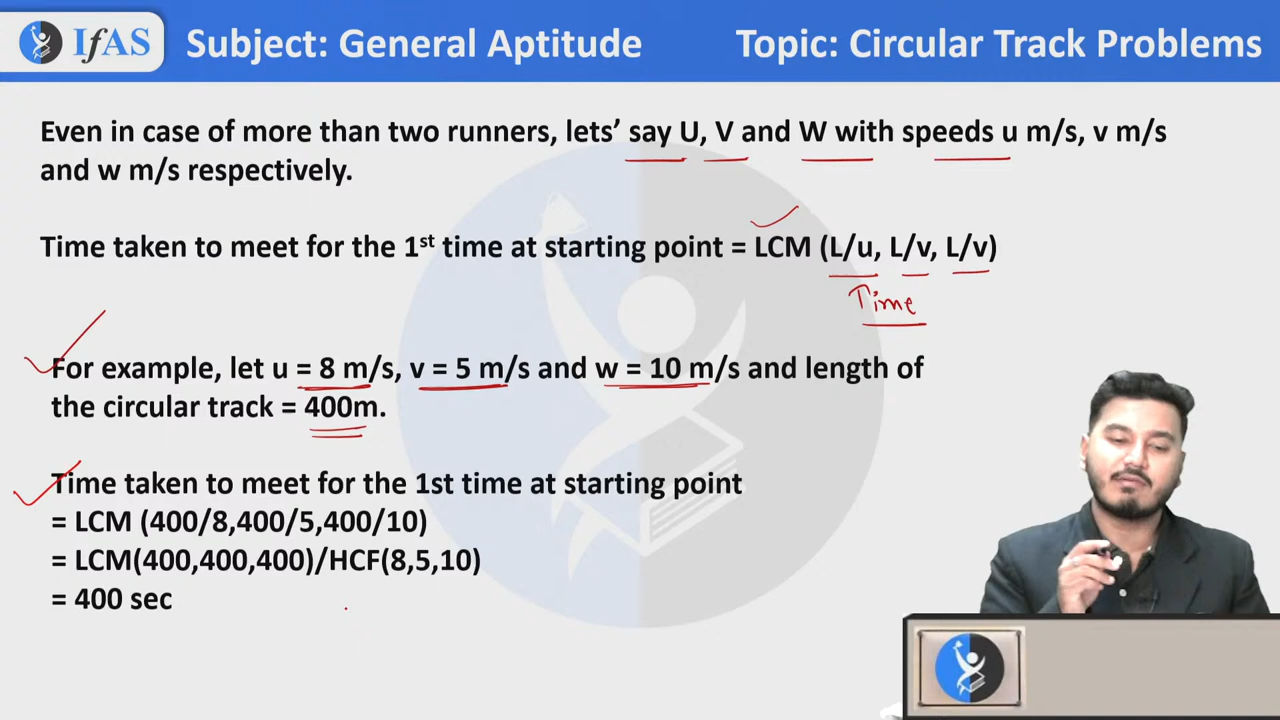 IfAS
Subject: General Aptitude
Topic: Circular Track Problems
Even in case of more than two runners, lets' say U, V and W with speeds u m/s, v m/s
and w m/s respectively.
Time taken to meet for the 1st time at starting point = LCM (L/u, L/v, L/v)
Time
For example, let u = 8 m/s, v = 5 m/s and w = 10 m/s and length of
the circular track = 400m.
Time taken to meet for the 1st time at starting point
= LCM (400/8,400/5,400/10)
= LCM(400,400,400)/HCF(8,5,10)
= 400 sec